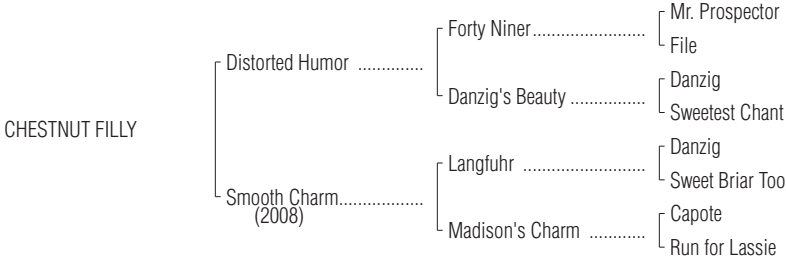 Mr. Prospector
Forty Niner........................
File
Distorted Humor ..............
Danzig
Danzig's Beauty ................
Sweetest Chant
CHESTNUT FILLY
Danzig
Langfuhr ..........................
Sweet Briar Too
Smooth Charm..................
(2008)
Capote
Madison's Charm ............
Run for Lassie